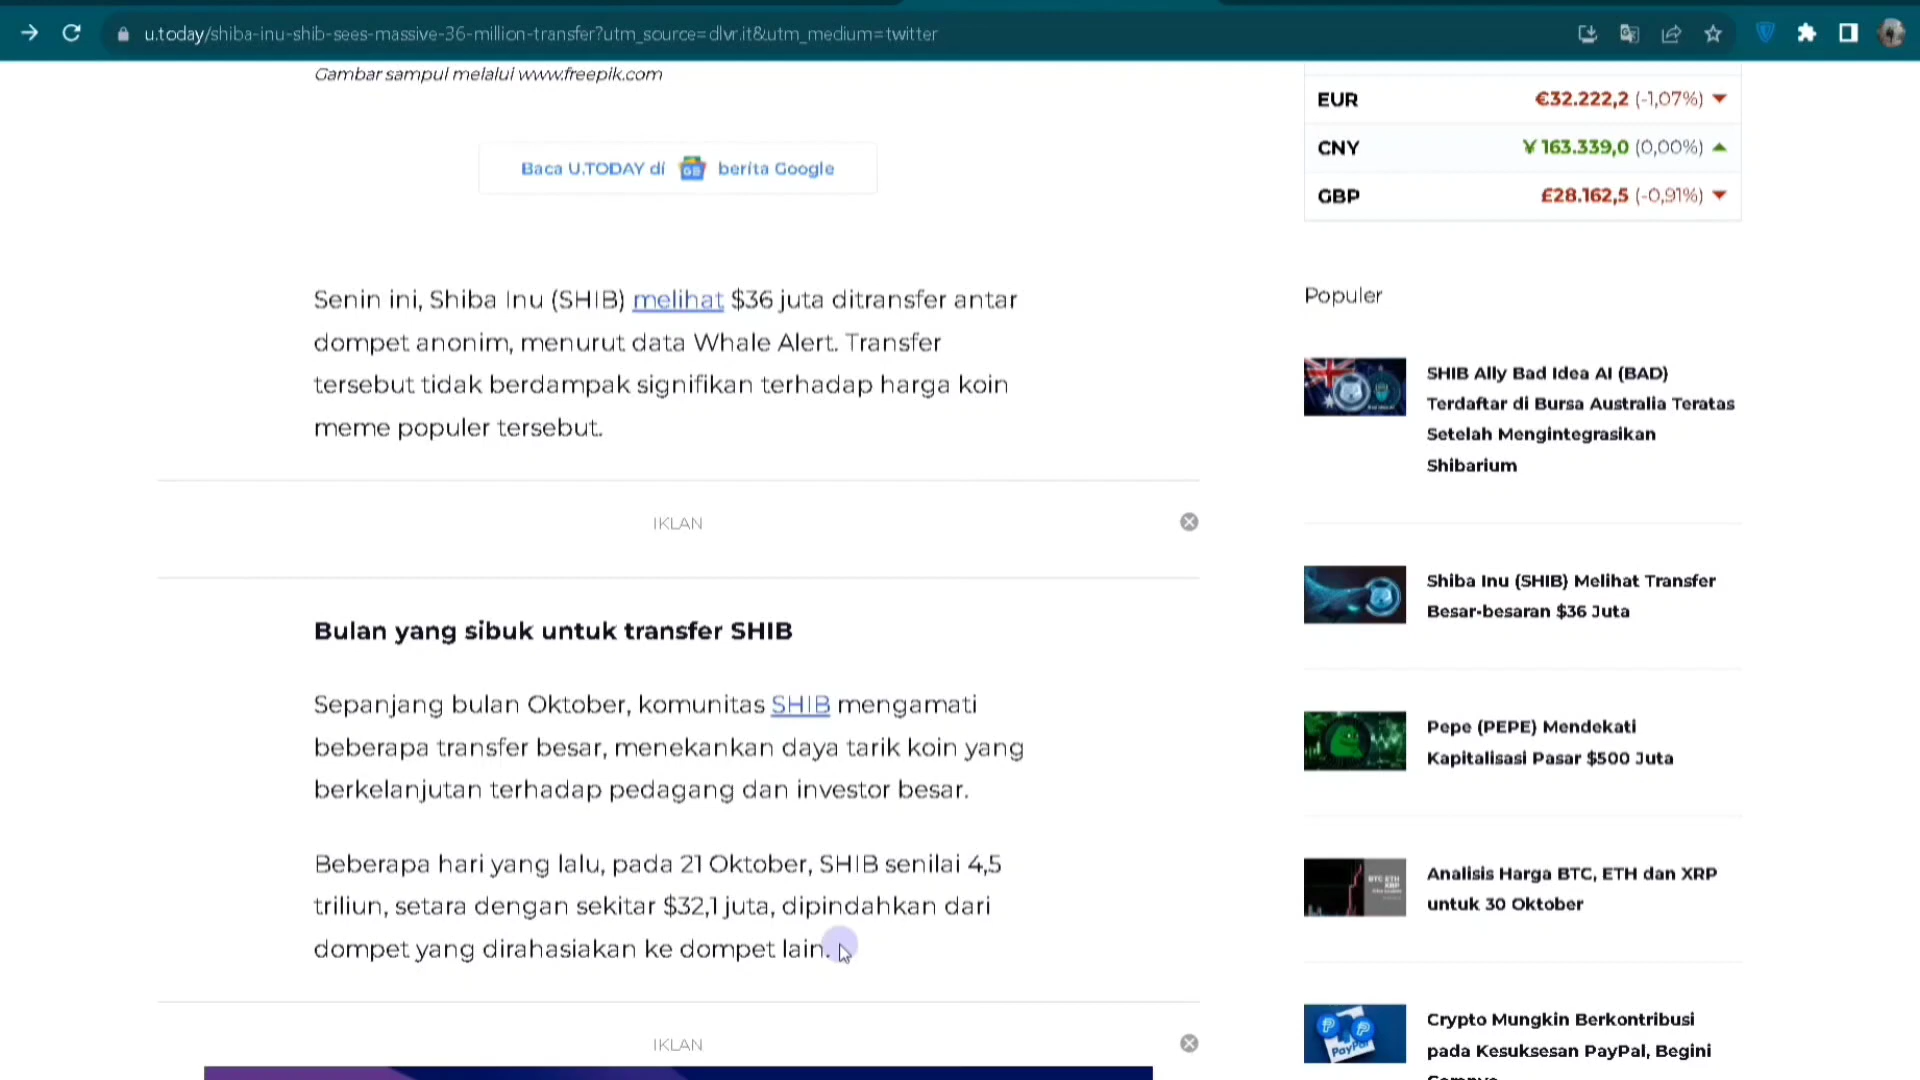 u.today/shiba-inu-shib-sees-massive-36-million-transfer?utm_source=dlvr.it&utm_medium=twitter
Gambar sampul melalui www.freepik.com
Baca U.TODAY di GB berita Google
Senin ini, Shiba Inu (SHIB) melihat $36 juta ditransfer antar
dompet anonim, menurut data Whale Alert. Transfer
tersebut tidak berdampak signifikan terhadap harga koin
meme populer tersebut.
IKLAN
Bulan yang sibuk untuk transfer SHIB
Sepanjang bulan Oktober, komunitas SHIB mengamati
beberapa transfer besar, menekankan daya tarik koin yang
berkelanjutan terhadap pedagang dan investor besar.
Beberapa hari yang lalu, pada 21 Oktober, SHIB senilai 4,5
triliun, setara dengan sekitar $32,1 juta, dipindahkan dari
dompet yang dirahasiakan ke dompet lain.
IKLAN
EUR €32.222,2 (-1,07%)
CNY ¥163.339,0 (0,00%)
GBP £28.162,5 (-0,91%)
Populer
SHIB Ally Bad Idea AI (BAD)
Terdaftar di Bursa Australia Teratas
Setelah Mengintegrasikan
Shibarium
Shiba Inu (SHIB) Melihat Transfer
Besar-besaran $36 Juta
Pepe (PEPE) Mendekati
Kapitalisasi Pasar $500 Juta
BTC ETH
XRP
Analisis Harga BTC, ETH dan XRP
untuk 30 Oktober
PayPal
Crypto Mungkin Berkontribusi
pada Kesuksesan PayPal, Begini